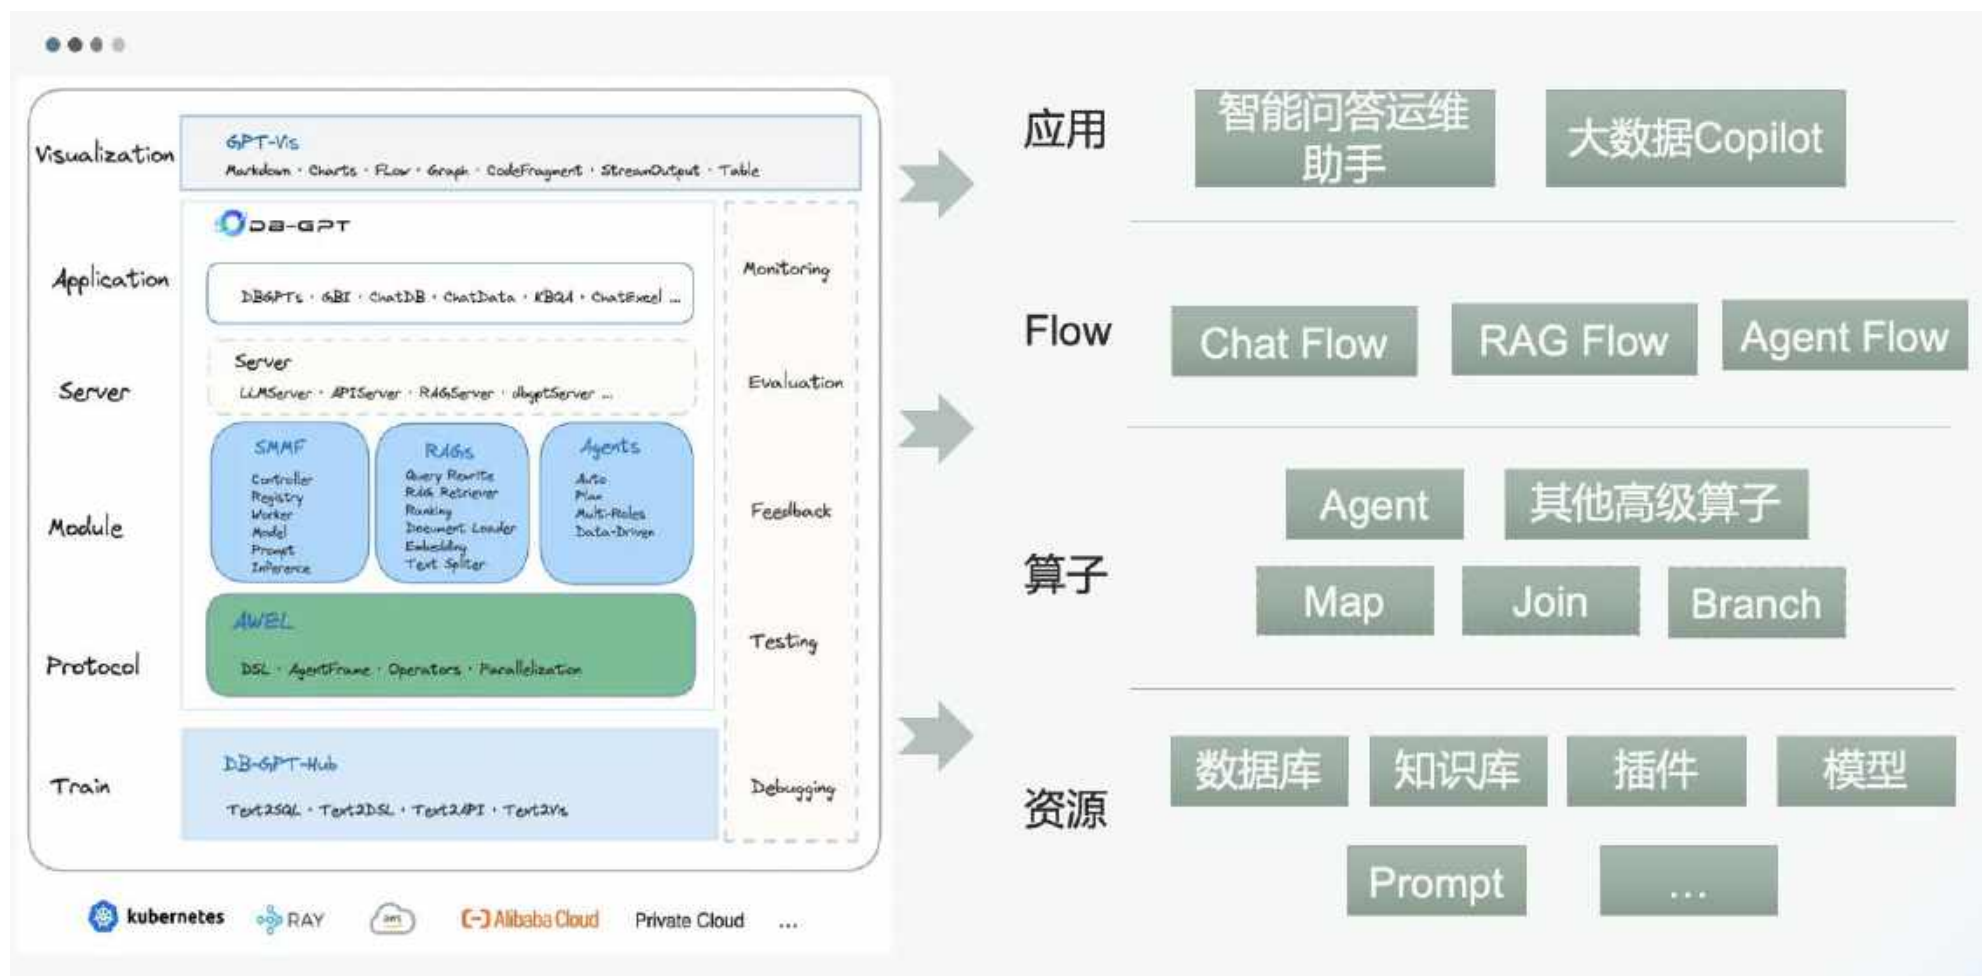 Visualization
GPT-Vis
Markdown · Charts · FLow · Graph · CodeFragment · StreamOutput · Table
DB-GPT
Application
DBGPTs · GBI · ChatDB · ChatData · KBQA · ChatExcel ...
Server
Server
LLMServer · APIServer · RAGServer · dbgptServer ...
Module
SMMF
Controller
Registry
Worker
Model
Prompt
Inference
RAGs
Query Rewrite
RAG Retriever
Ranking
Document Loader
Embedding
Text Spliter
Agents
Auto
Plan
Multi-Roles
Data-Driven
Protocol
AWEL
DSL · AgentFrame · Operators · Parallelization
Train
DB-GPT-Hub
Text2SQL · Text2DSL · Text2API · Text2Vis
Monitoring
Evaluation
Feedback
Testing
Debugging
kubernetes
RAY
aws
Alibaba Cloud
Private Cloud
...
应用
智能问答运维
助手
大数据Copilot
Flow
Chat Flow
RAG Flow
Agent Flow
算子
Agent
其他高级算子
Map
Join
Branch
资源
数据库
知识库
插件
模型
Prompt
...